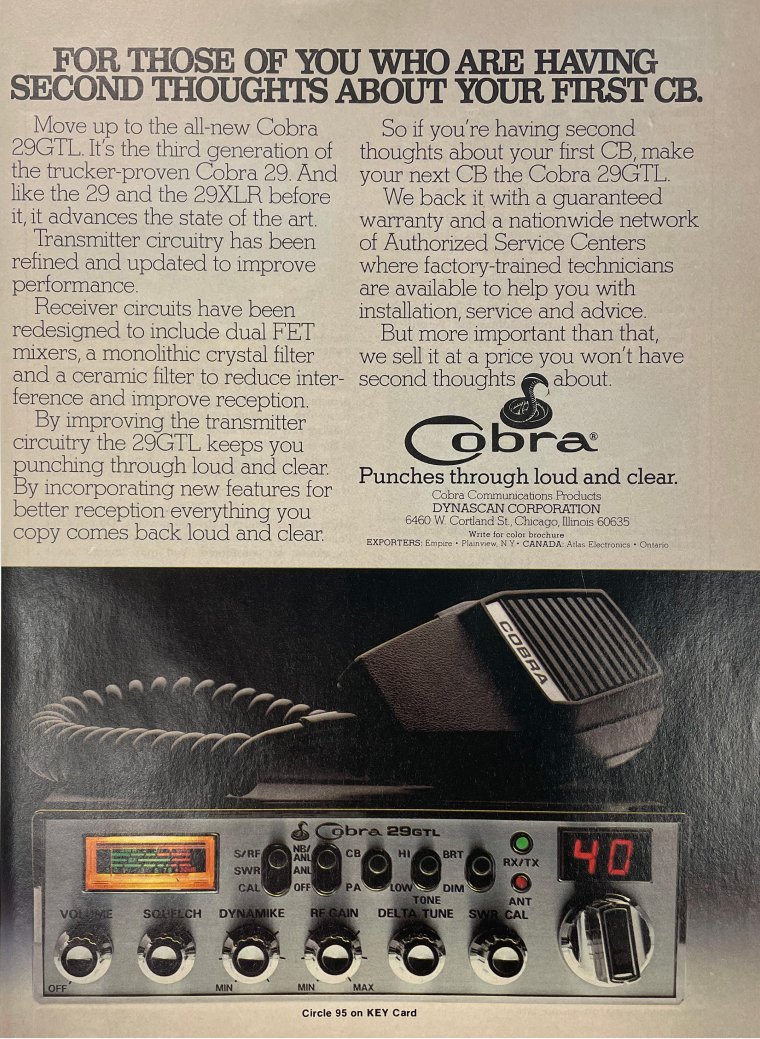 FOR THOSE OF YOU WHO ARE HAVING
SECOND THOUGHTS ABOUT YOUR FIRST CB.
Move up to the all-new Cobra
29GTL. It's the third generation of
the trucker-proven Cobra 29. And
like the 29 and the 29XLR before
it, it advances the state of the art.
Transmitter circuitry has been
refined and updated to improve
performance.
Receiver circuits have been
redesigned to include dual FET
mixers, a monolithic crystal filter
and a ceramic filter to reduce inter-
ference and improve reception.
By improving the transmitter
circuitry the 29GTL keeps you
punching through loud and clear.
By incorporating new features for
better reception everything you
copy comes back loud and clear.
So if you're having second
thoughts about your first CB, make
your next CB the Cobra 29GTL.
We back it with a guaranteed
warranty and a nationwide network
of Authorized Service Centers
where factory-trained technicians
are available to help you with
installation, service and advice.
But more important than that,
we sell it at a price you won't have
second thoughts about.
Cobra®
Punches through loud and clear.
Cobra Communications Products
DYNASCAN CORPORATION
6460 W. Cortland St., Chicago, Illinois 60635
Write for color brochure
EXPORTERS: Empire • Plainview, N.Y • CANADA: Atlas Electronics • Ontario
COBRA
Cobra 29GTL
S/RF
SWR
CAL
NB/
ANL
ANL
OFF
CB
PA
HI
LOW
TONE
BRT
DIM
RX/TX
ANT
40
VOLUME
SQUELCH
DYNAMIKE
RF GAIN
DELTA TUNE
SWR CAL
OFF
MIN
MIN
MAX
Circle 95 on KEY Card